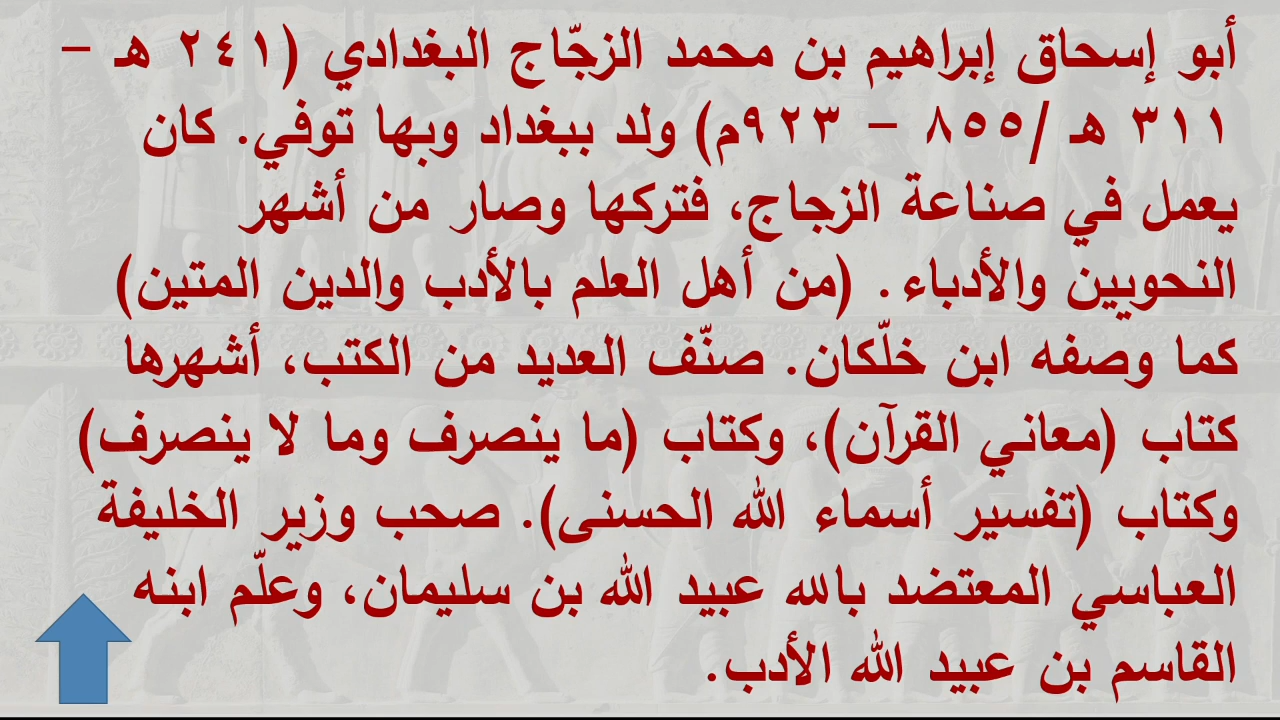 أبو إسحاق إبراهيم بن محمد الزجّاج البغدادي (٢٤١ هـ –
٣١١ هـ /٨٥٥ – ٩٢٣م) ولد ببغداد وبها توفي. كان
يعمل في صناعة الزجاج، فتركها وصار من أشهر
النحويين والأدباء. (من أهل العلم بالأدب والدين المتين)
كما وصفه ابن خلّكان. صنّف العديد من الكتب، أشهرها
كتاب (معاني القرآن)، وكتاب (ما ينصرف وما لا ينصرف)
وكتاب (تفسير أسماء الله الحسنى). صحب وزير الخليفة
العباسي المعتضد بالله عبيد الله بن سليمان، وعلّم ابنه
القاسم بن عبيد الله الأدب.